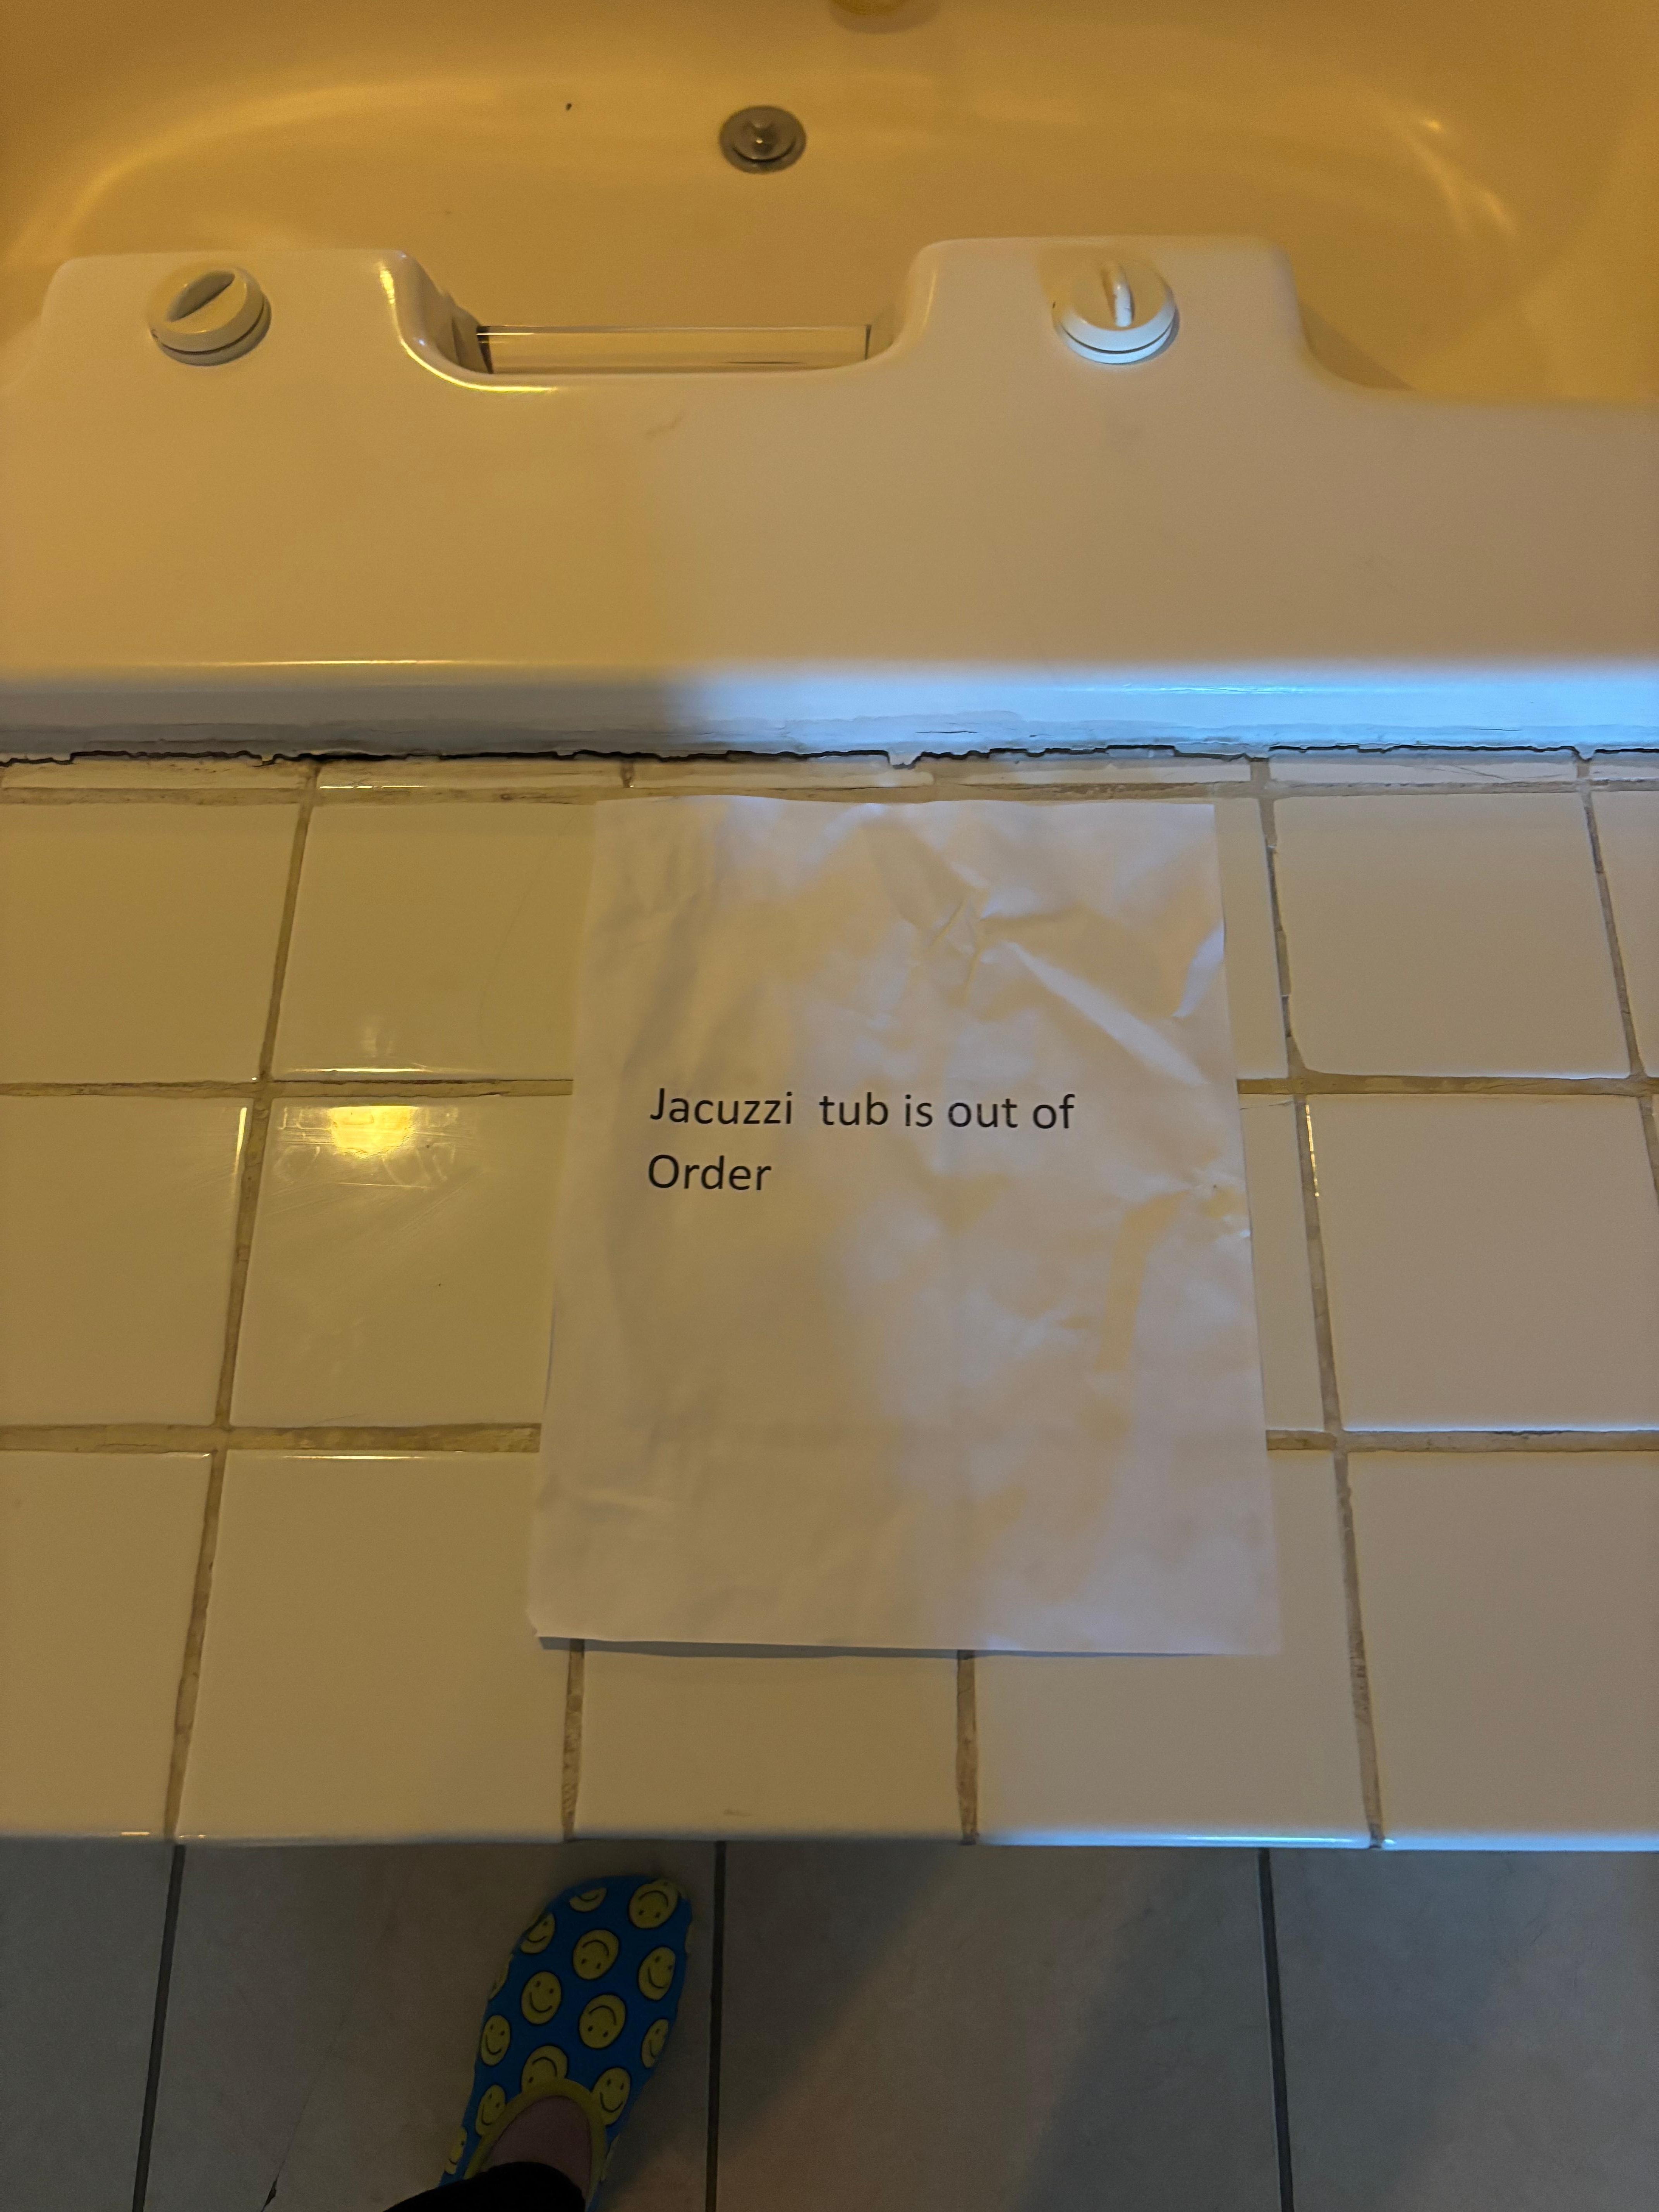 Jacuzzi  tub is out of
Order